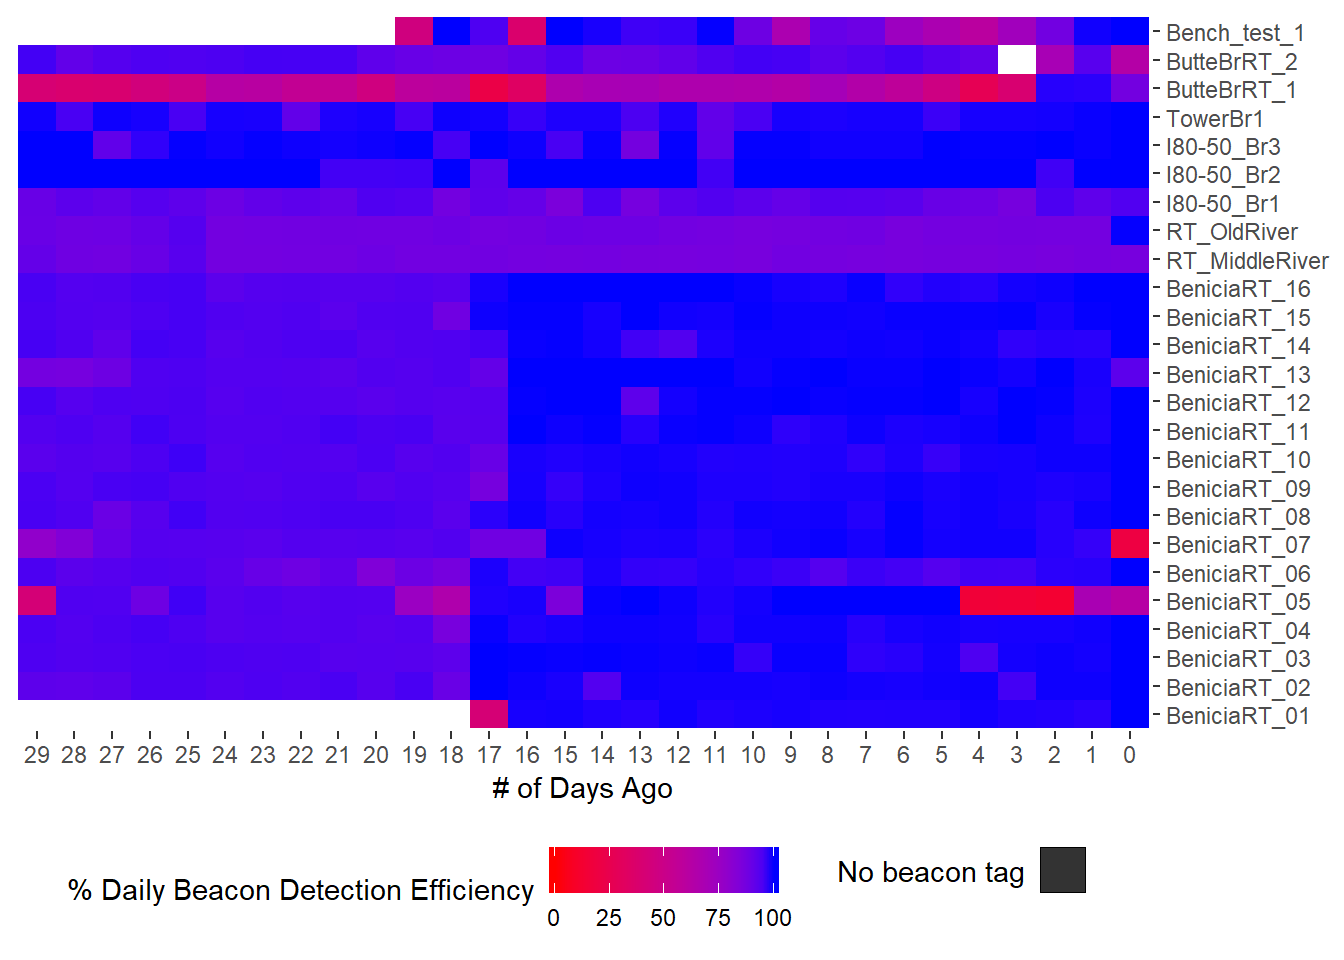 Bench_test_1
ButteBrRT_2
ButteBrRT_1
TowerBr1
I80-50_Br3
I80-50_Br2
I80-50_Br1
RT_OldRiver
RT_MiddleRiver
BeniciaRT_16
BeniciaRT_15
BeniciaRT_14
BeniciaRT_13
BeniciaRT_12
BeniciaRT_11
BeniciaRT_10
BeniciaRT_09
BeniciaRT_08
BeniciaRT_07
BeniciaRT_06
BeniciaRT_05
BeniciaRT_04
BeniciaRT_03
BeniciaRT_02
BeniciaRT_01
29 28 27 26 25 24 23 22 21 20 19 18 17 16 15 14 13 12 11 10 9 8 7 6 5 4 3 2 1 0
# of Days Ago
% Daily Beacon Detection Efficiency
0 25 50 75 100
No beacon tag